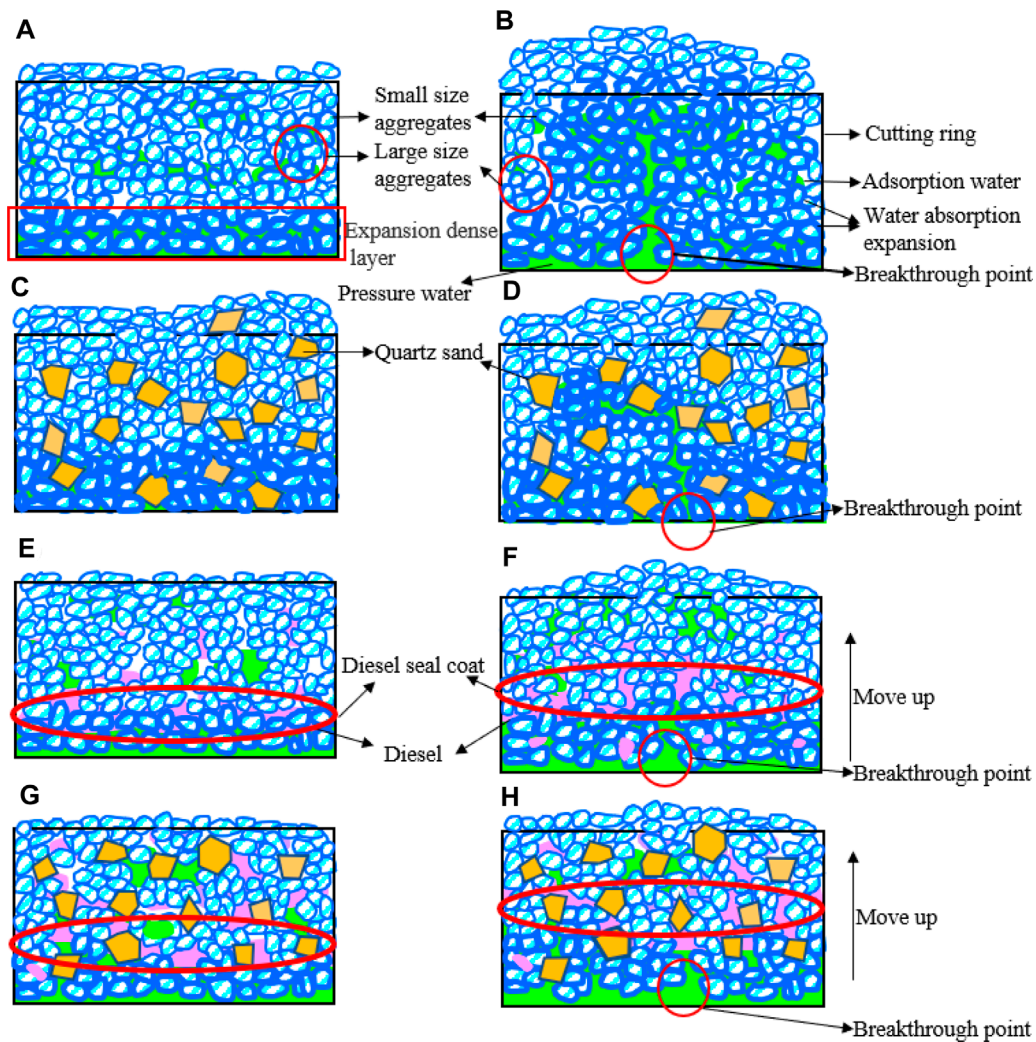 A
B
Small size
aggregates
Large size
aggregates
Cutting ring
Adsorption water
Water absorption
expansion
Expansion dense
layer
Breakthrough point
Pressure water
C
D
Quartz sand
Breakthrough point
E
F
Diesel seal coat
Move up
Diesel
Breakthrough point
G
H
Move up
Breakthrough point